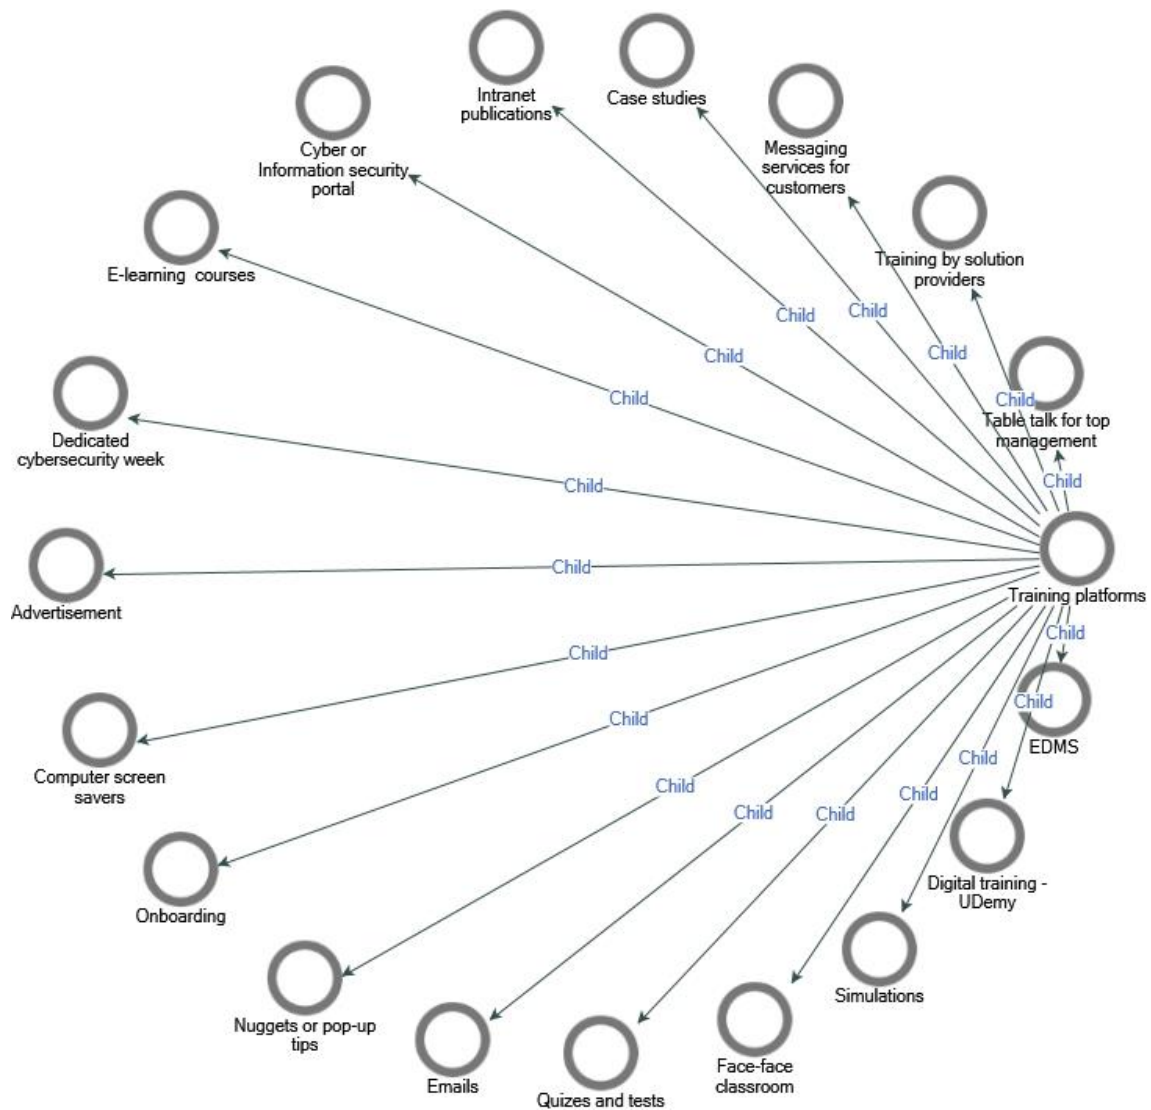 Intranet
publications
Case studies
Cyber or
Information security
portal
Messaging
services for
customers
E-learning  courses
Training by solution
providers
Child
Child
Child
Child
Child
Child
Table talk for top
management
Dedicated
cybersecurity week
Child
Child
Child
Advertisement
Training platforms
Child
Child
Child
Child
EDMS
Computer screen
savers
Child
Child
Child
Child
Child
Digital training -
UDemy
Onboarding
Simulations
Nuggets or pop-up
tips
Emails
Quizes and tests
Face-face
classroom